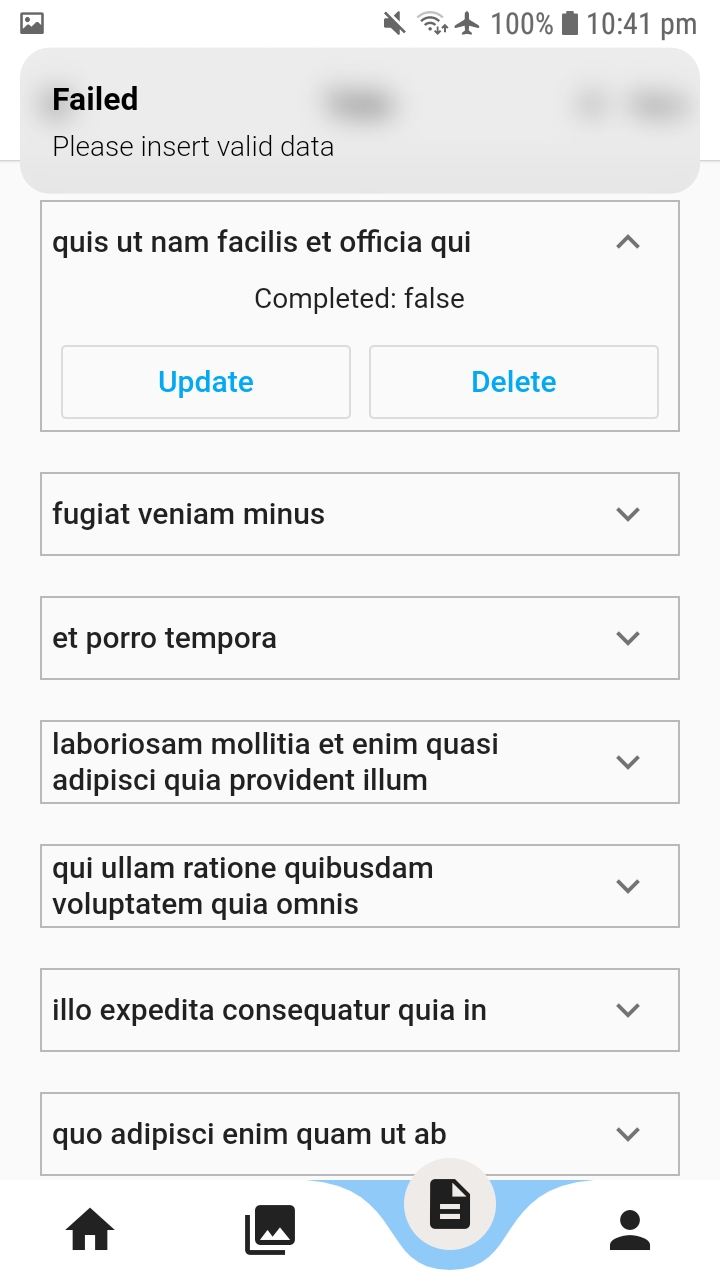 100% 10:41 pm
Failed
Please insert valid data
quis ut nam facilis et officia qui
Completed: false
Update Delete
fugiat veniam minus
et porro tempora
laboriosam mollitia et enim quasi
adipisci quia provident illum
qui ullam ratione quibusdam
voluptatem quia omnis
illo expedita consequatur quia in
quo adipisci enim quam ut ab